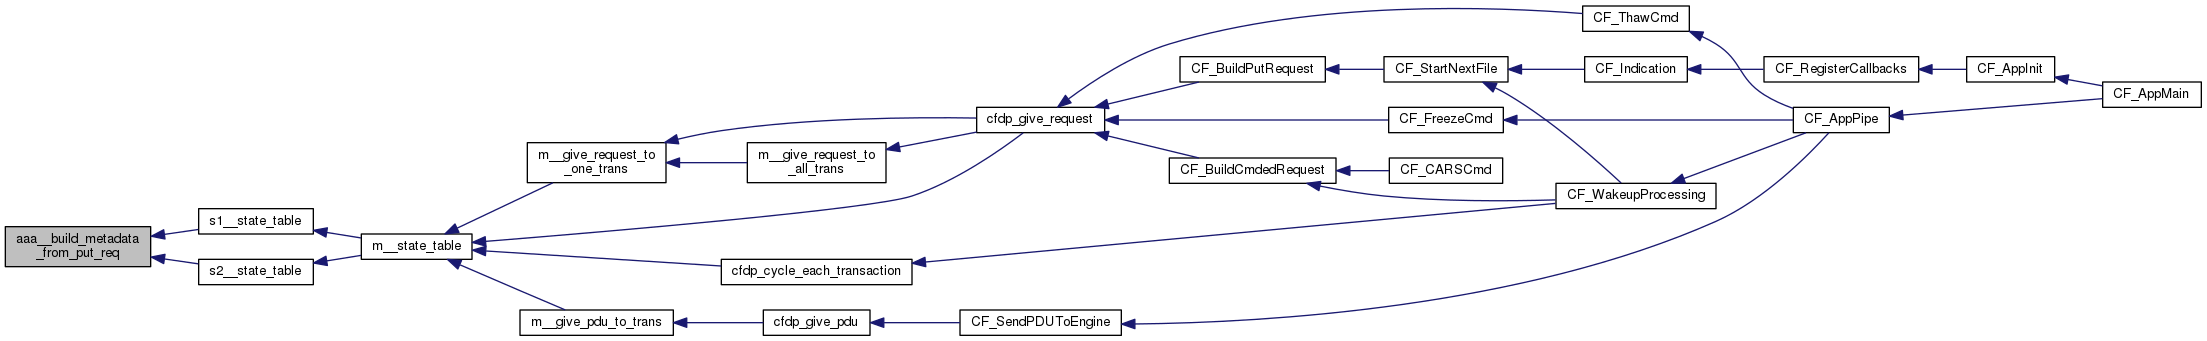 aaa__build_metadata
_from_put_req
s1__state_table
s2__state_table
m__state_table
m__give_request_to
_one_trans
m__give_request_to
_all_trans
cfdp_give_request
cfdp_cycle_each_transaction
m__give_pdu_to_trans
cfdp_give_pdu
CF_SendPDUToEngine
CF_ThawCmd
CF_BuildPutRequest
CF_StartNextFile
CF_Indication
CF_RegisterCallbacks
CF_AppInit
CF_AppMain
CF_FreezeCmd
CF_AppPipe
CF_BuildCmdedRequest
CF_CARSCmd
CF_WakeupProcessing